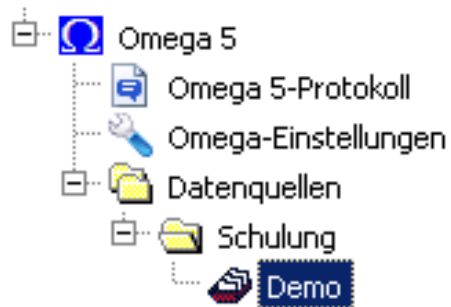 Omega 5
Omega 5-Protokoll
Omega-Einstellungen
Datenquellen
Schulung
Demo